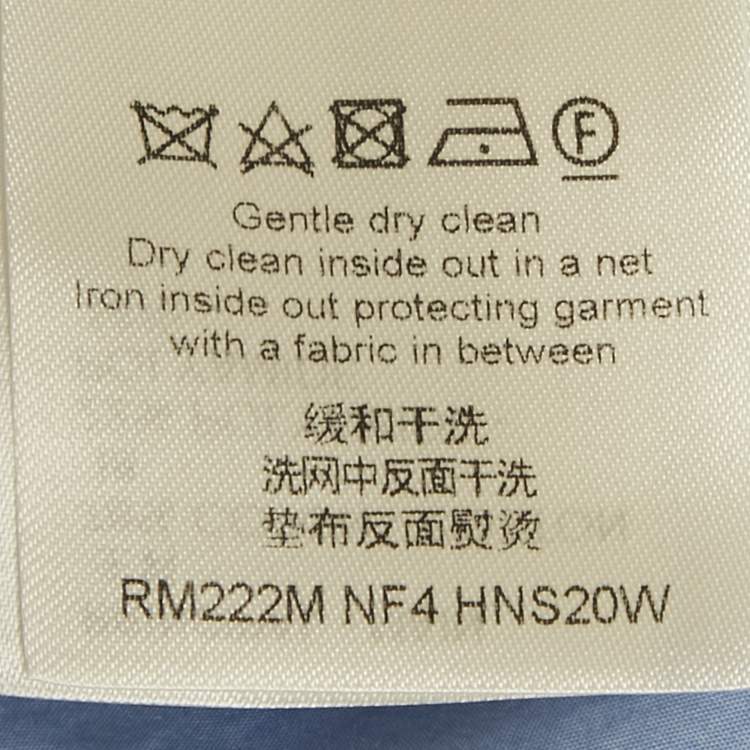 F
Gentle dry clean
Dry clean inside out in a net
Iron inside out protecting garment
with a fabric in between
缓和干洗
洗网中反面干洗
垫布反面熨烫
RM222M NF4 HNS20W